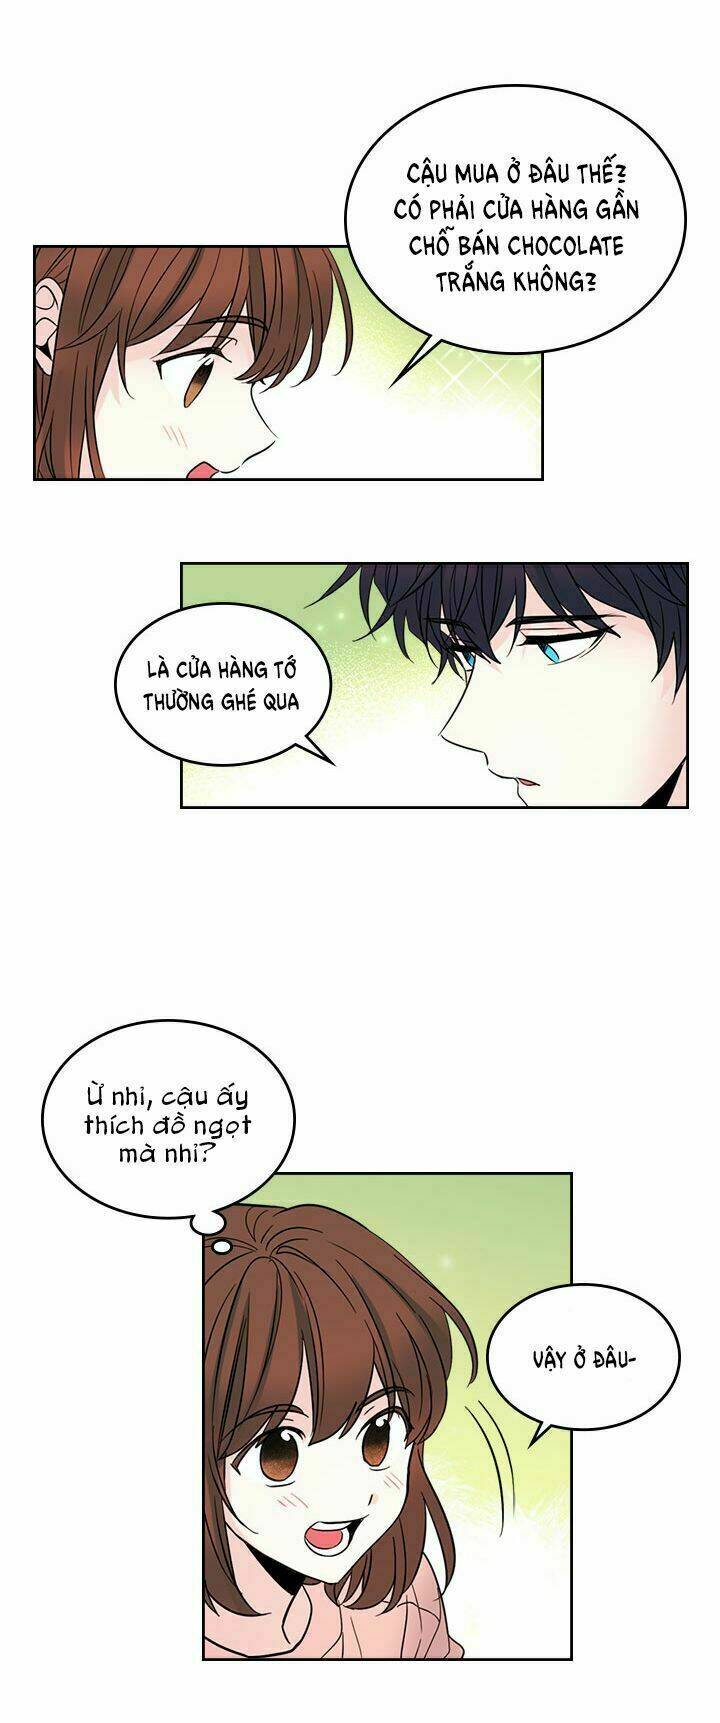 CẬU MUA Ở ĐÂU THẾ?
CÓ PHẢI CỬA HÀNG GẦN
CHỖ BÁN CHOCOLATE
TRẮNG KHÔNG?
LÀ CỬA HÀNG TỚ
THƯỜNG GHÉ QUA
Ừ nhỉ, cậu ấy
thích đồ ngọt
mà nhỉ?
VẬY Ở ĐÂU-